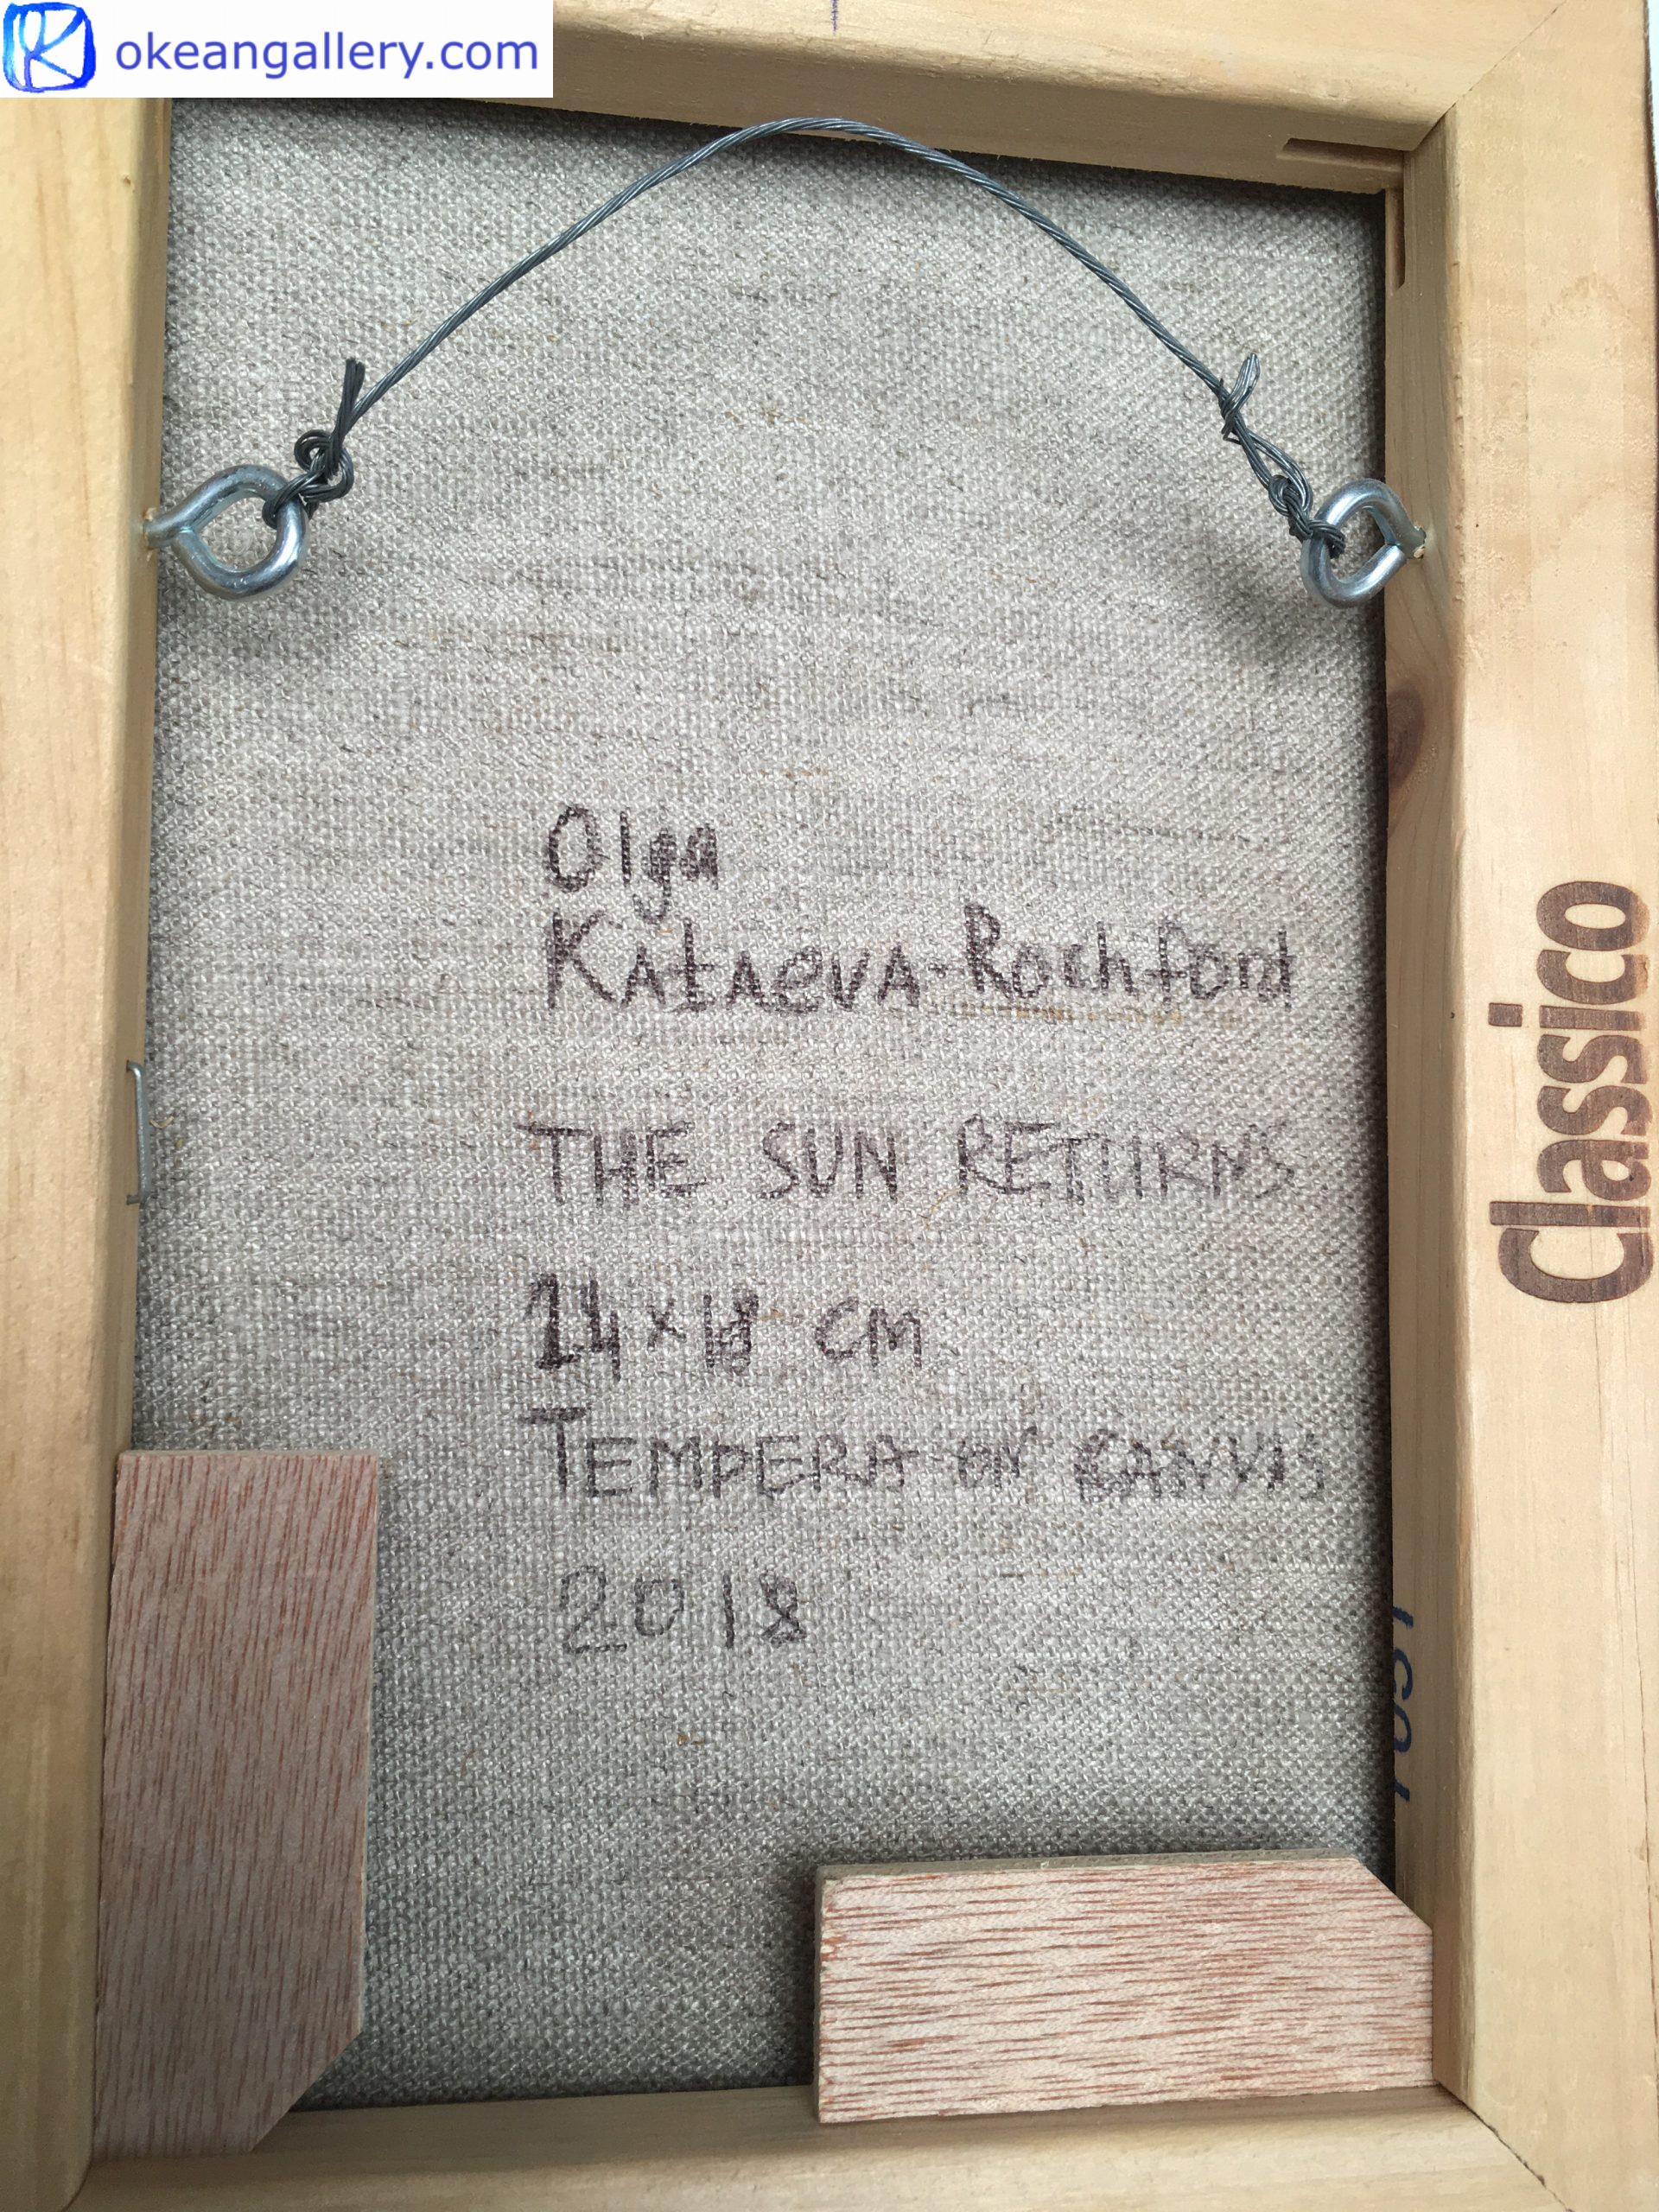 okeangallery.com
Olga
Kataeva-Rochford
THE SUN RETURNS
24 × 18 CM
TEMPERA on CANVAS
2018
Classico